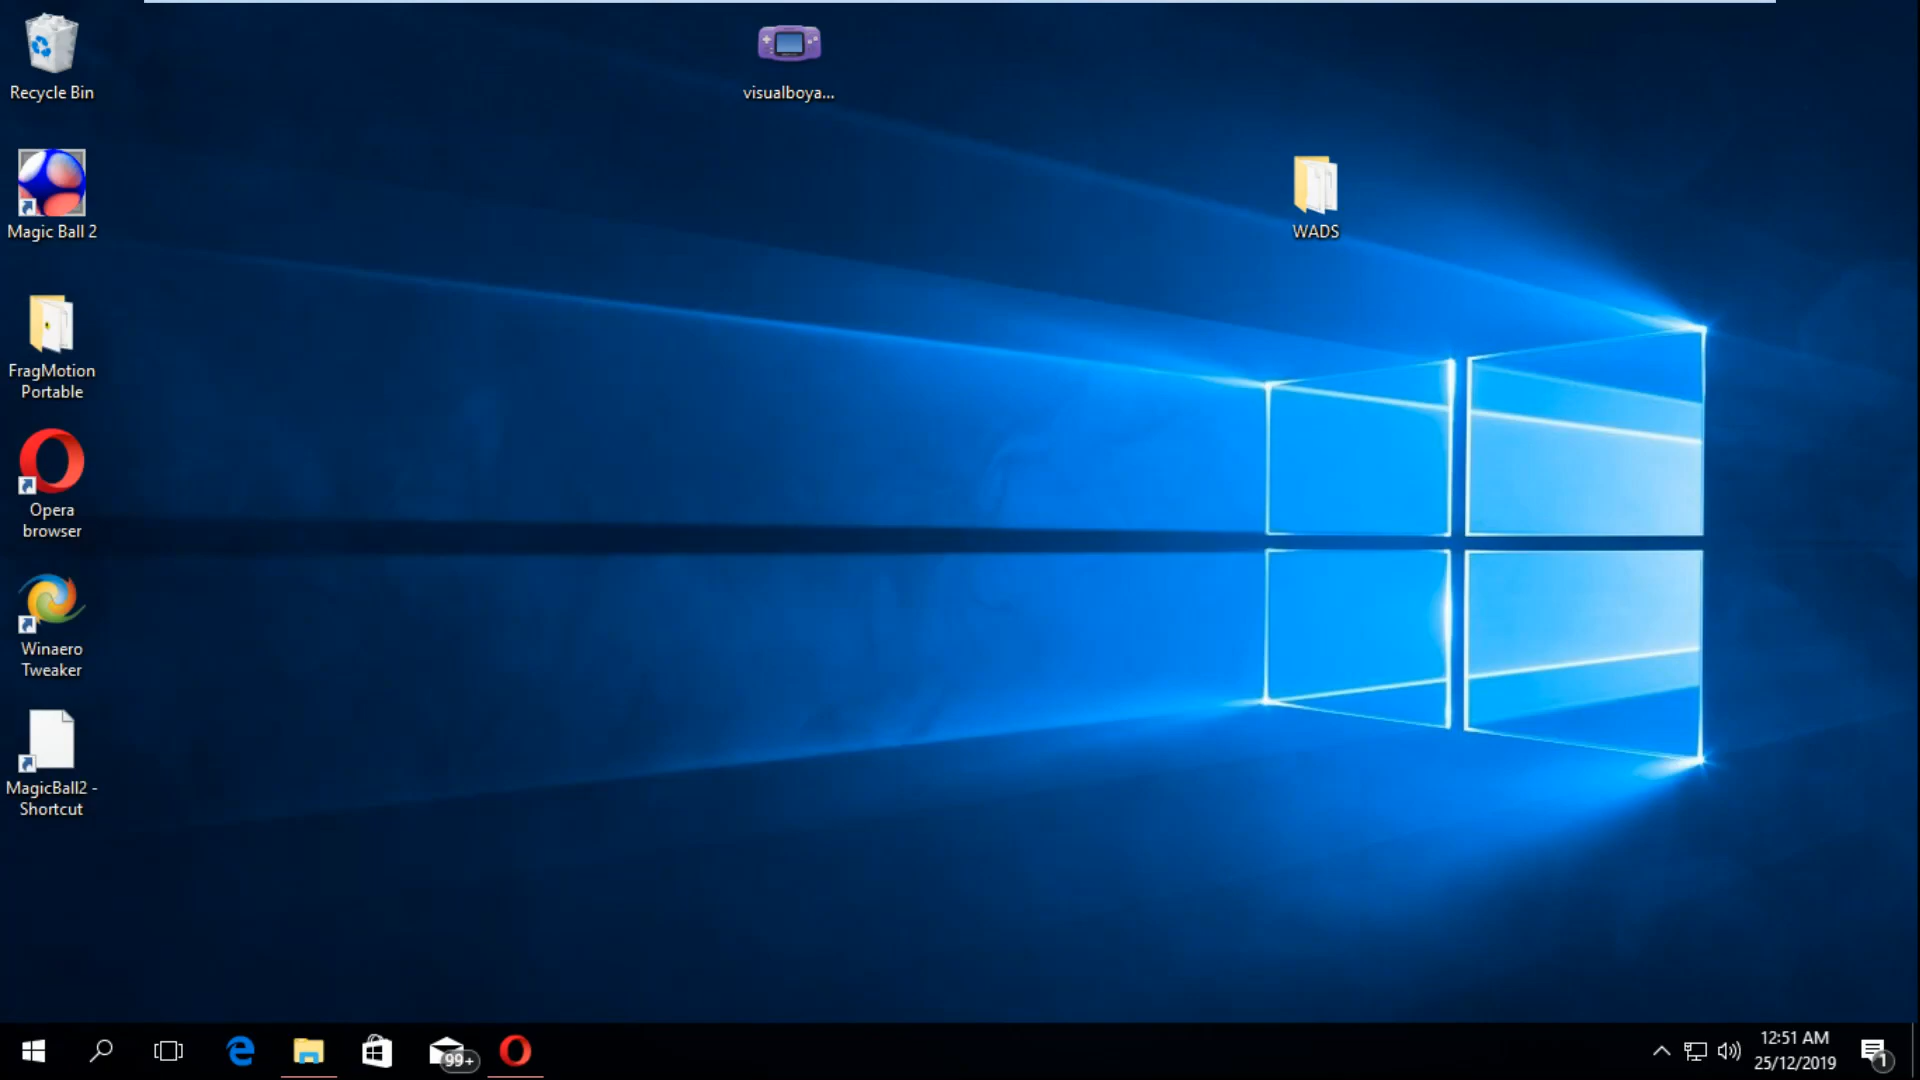 Recycle Bin
visualboya...
Magic Ball 2
WADS
FragMotion
Portable
Opera
browser
Winaero
Tweaker
MagicBall2 -
Shortcut
99+
12:51 AM
25/12/2019
1